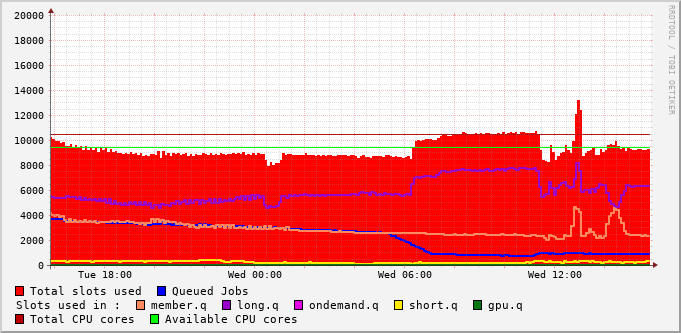 20000
18000
16000
14000
12000
10000
8000
6000
4000
2000
0
Tue 18:00 Wed 00:00 Wed 06:00 Wed 12:00
RRDTOOL / TOBI OETIKER
Total slots used Queued Jobs
Slots used in : member.q long.q ondemand.q short.q gpu.q
Total CPU cores Available CPU cores